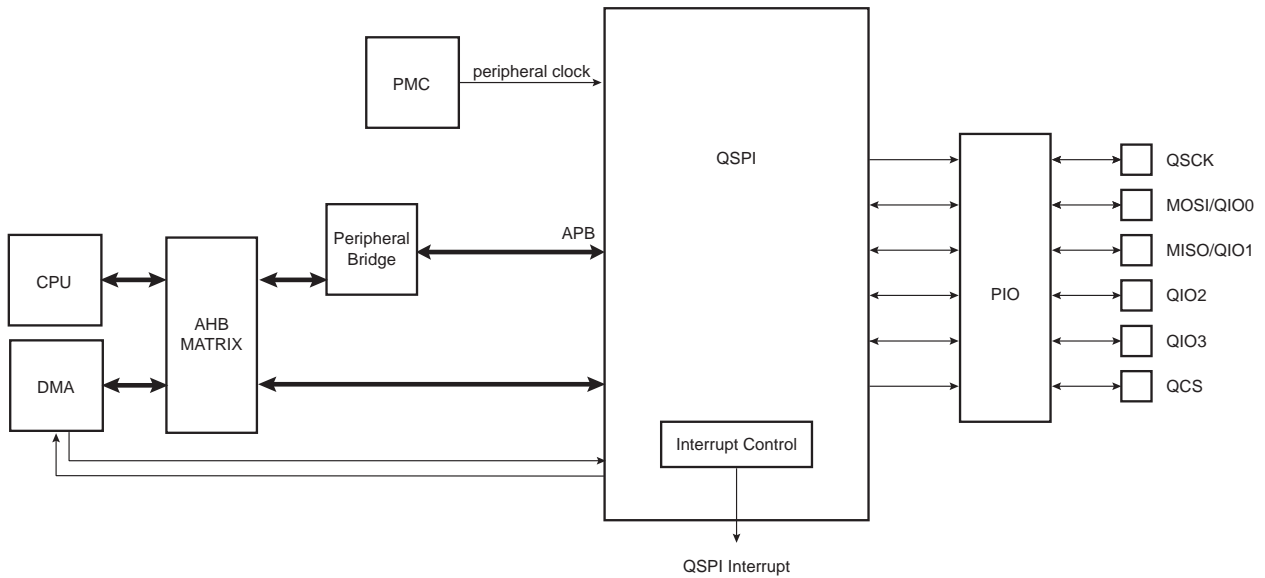 peripheral clock
PMC
QSPI
QSCK
MOSI/QIO0
Peripheral
Bridge
APB
MISO/QIO1
CPU
PIO
QIO2
AHB
MATRIX
QIO3
DMA
QCS
Interrupt Control
QSPI Interrupt